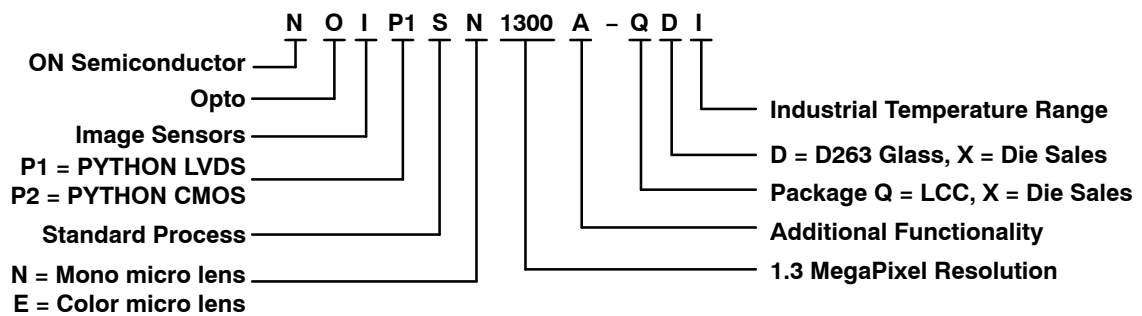 N O I P1 S N 1300 A – Q D I
ON Semiconductor
Opto
Image Sensors
P1 = PYTHON LVDS
P2 = PYTHON CMOS
Standard Process
N = Mono micro lens
E = Color micro lens
Industrial Temperature Range
D = D263 Glass, X = Die Sales
Package Q = LCC, X = Die Sales
Additional Functionality
1.3 MegaPixel Resolution